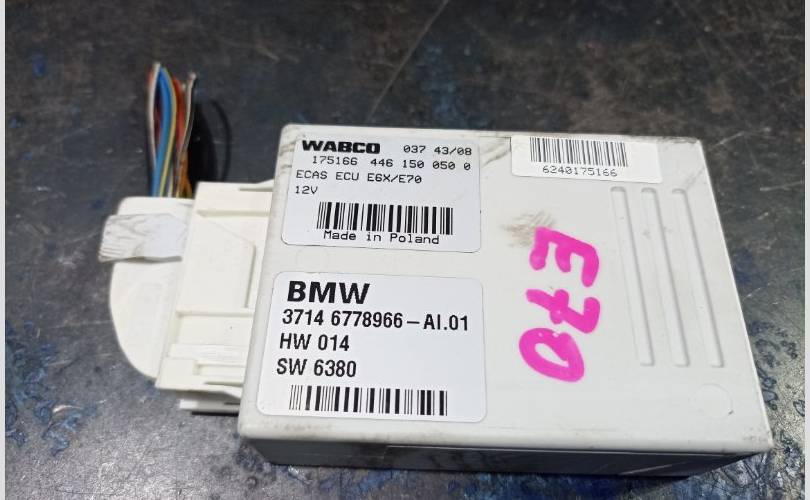 WABCO 037 43/08
175166 446 150 050 0
ECAS ECU E6X/E70
12V
Made in Poland
6240175166
BMW
3714 6778966-AI.01
HW 014
SW 6380
E70